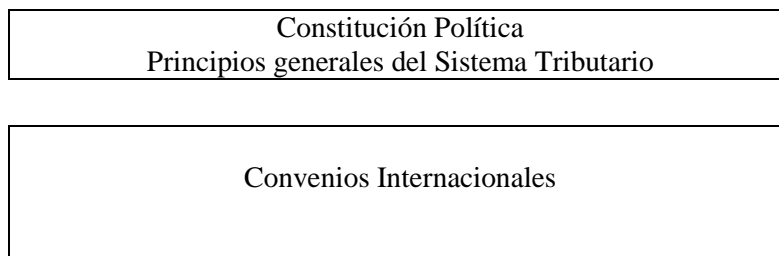 Constitución Política
Principios generales del Sistema Tributario
Convenios Internacionales